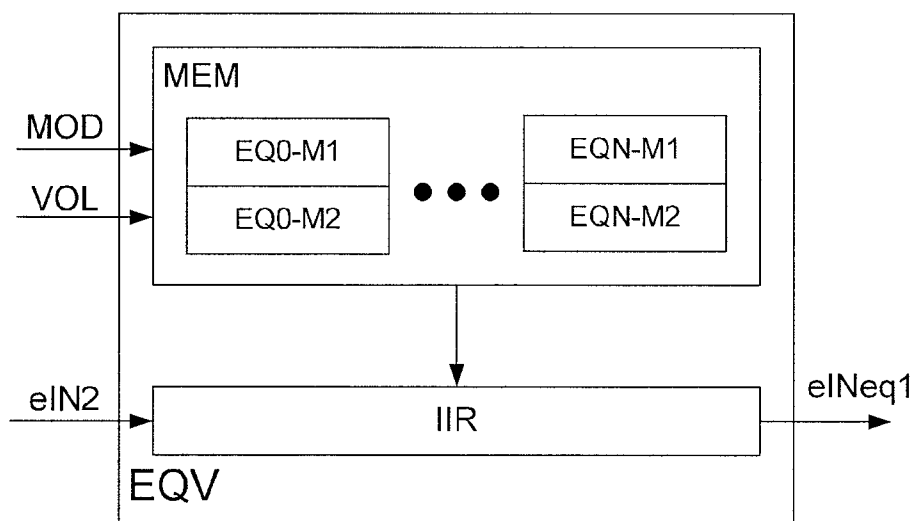 MEM
MOD
EQ0-M1
EQN-M1
VOL
EQ0-M2
EQN-M2
eIN2
IIR
eINeq1
EQV